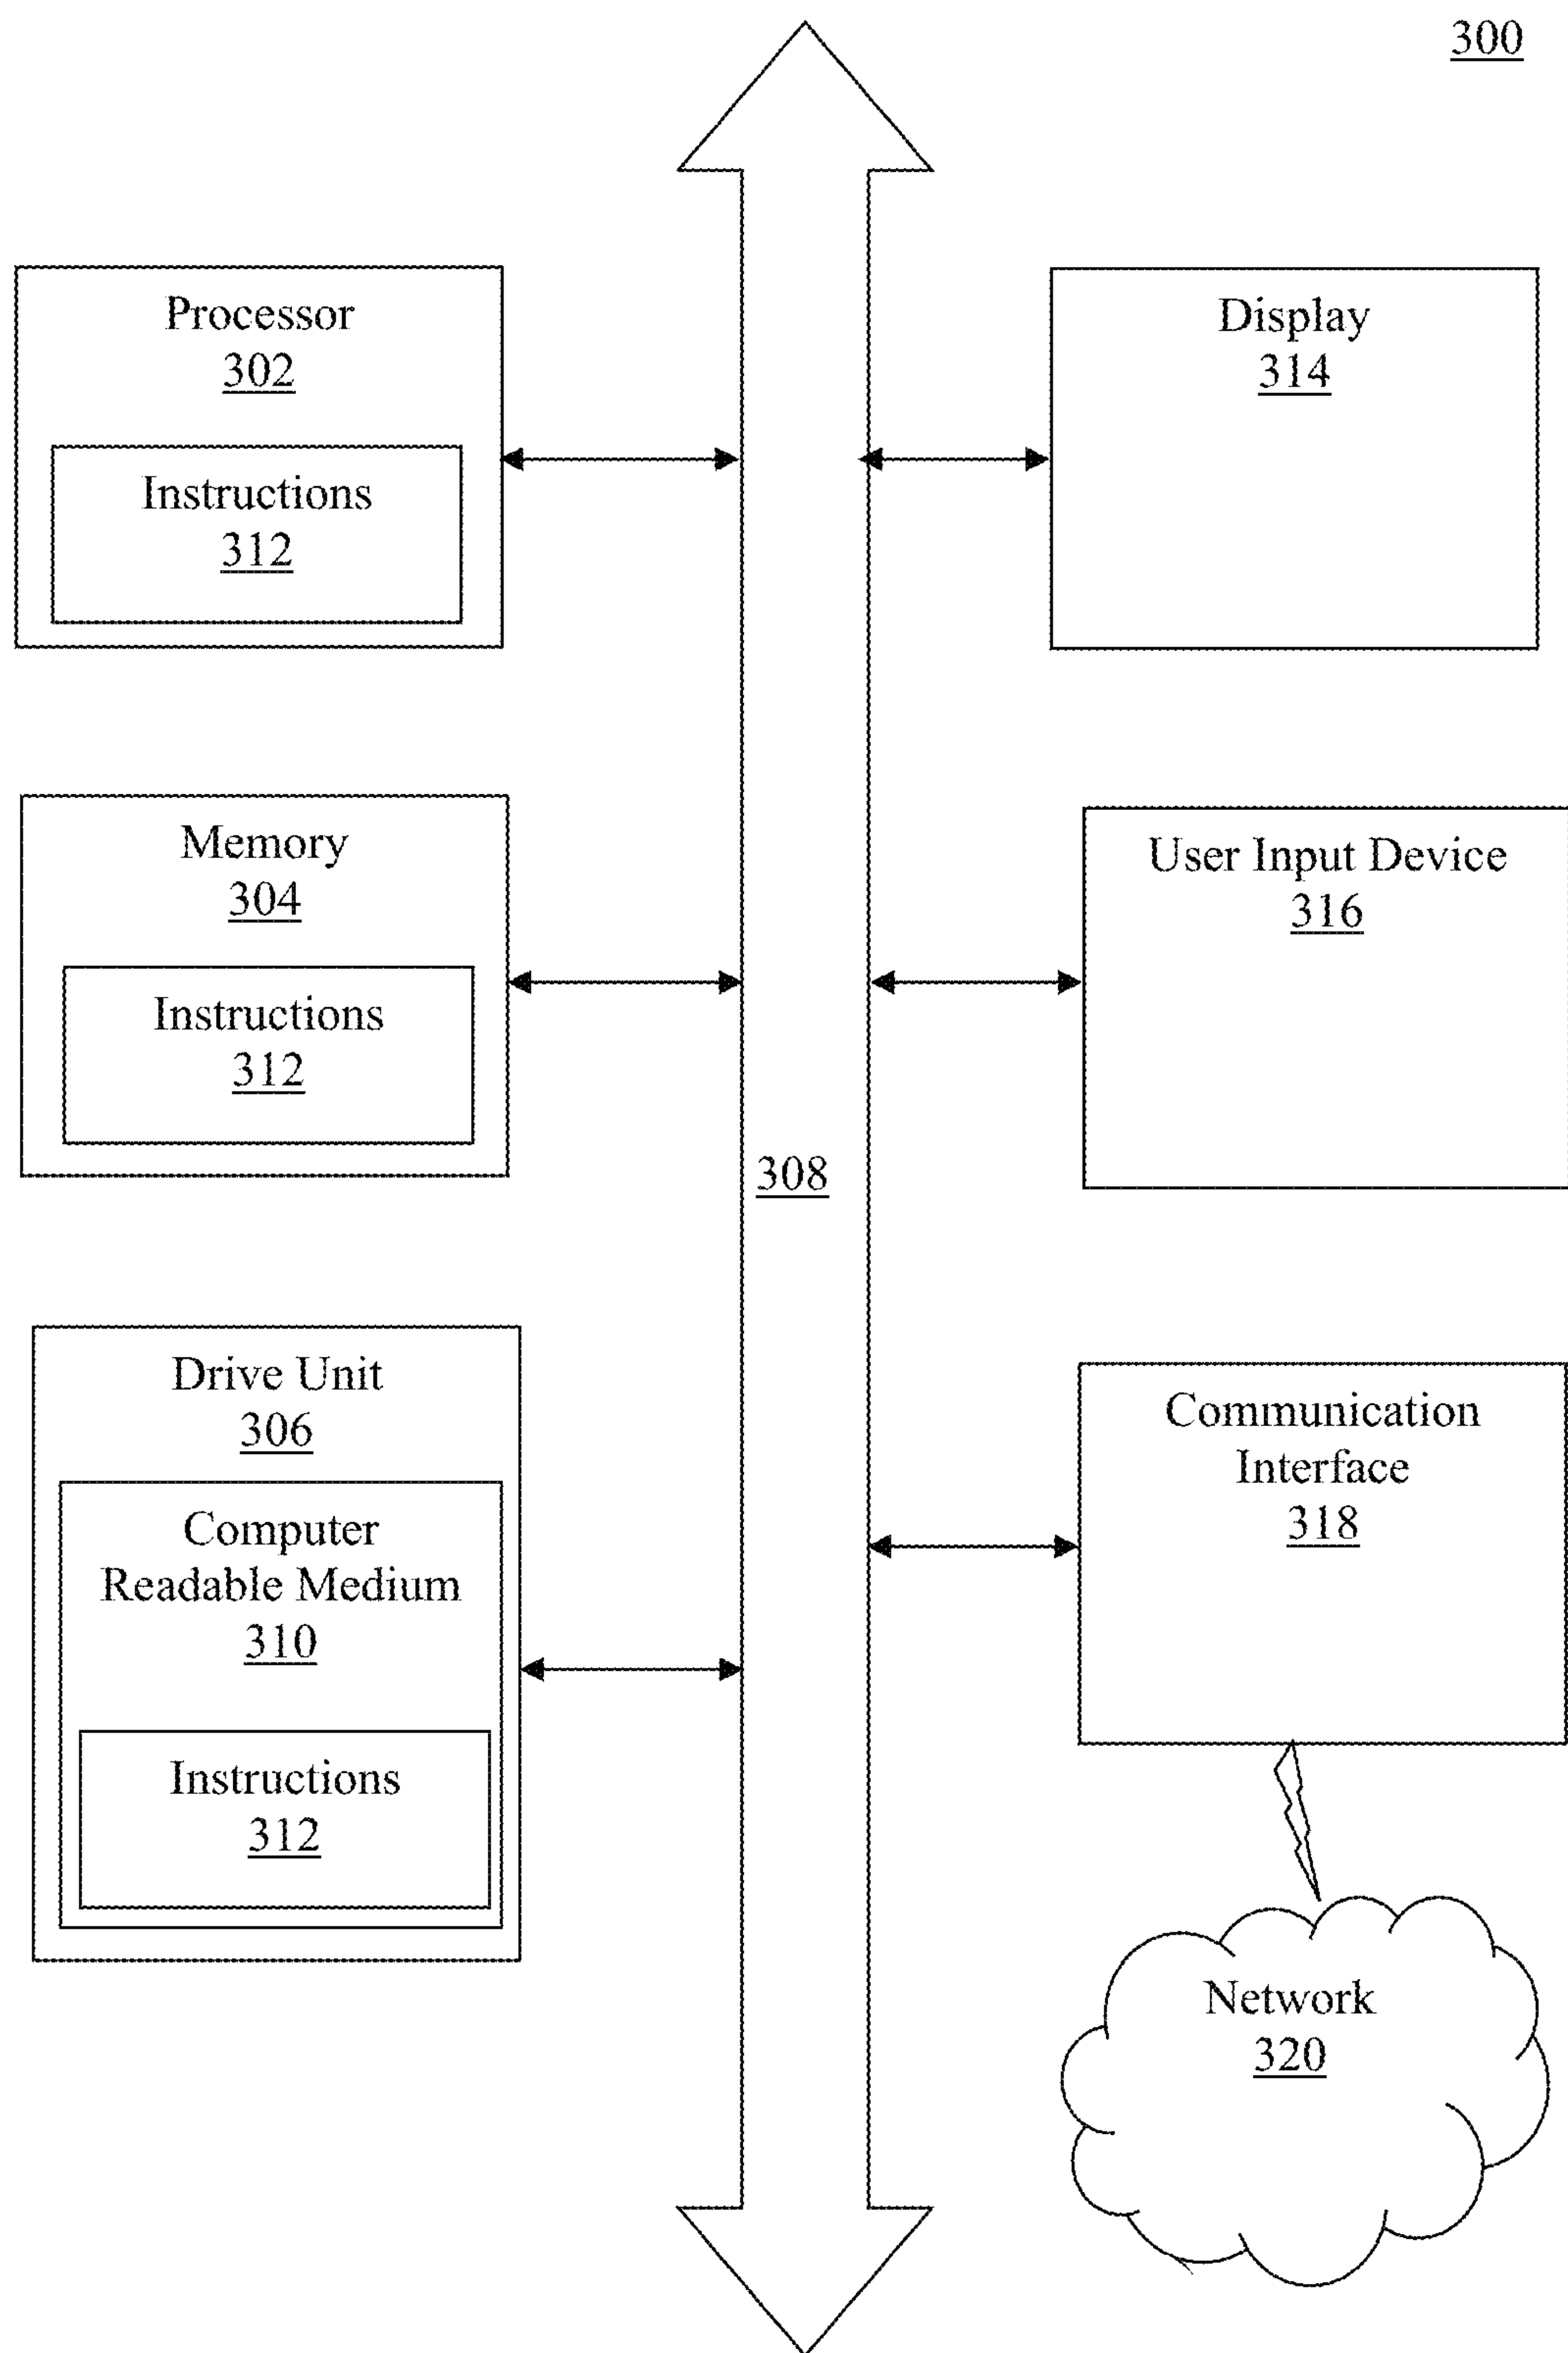 300
Processor
302
Instructions
312
Display
314
Memory
304
Instructions
312
User Input Device
316
308
Drive Unit
306
Computer
Readable Medium
310
Instructions
312
Communication
Interface
318
Network
320